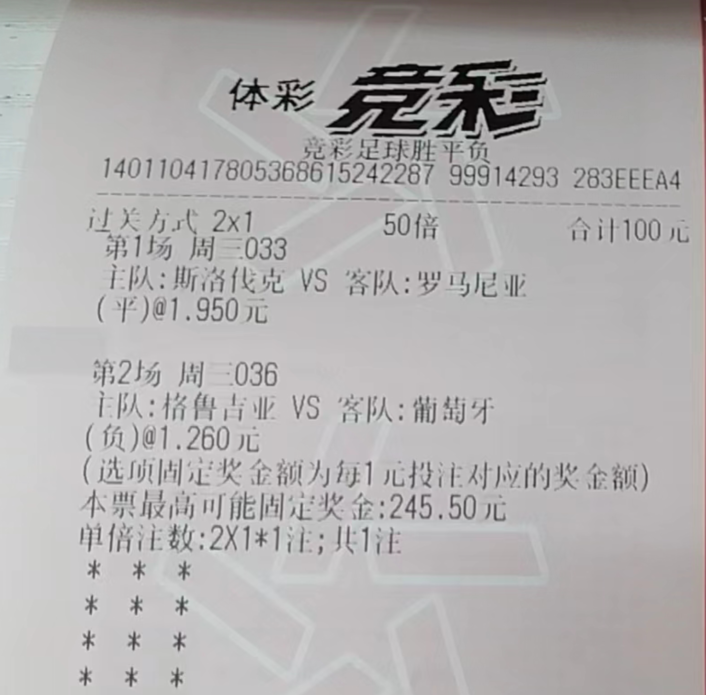 体彩 竞彩
竞彩足球胜平负
140110417805368615242287 99914293 283EEEA4
过关方式 2x1 50倍 合计100元
第1场 周三033
主队:斯洛伐克 VS 客队:罗马尼亚
(平)@1.950元
第2场 周三036
主队:格鲁吉亚 VS 客队:葡萄牙
(负)@1.260元
(选项固定奖金额为每1元投注对应的奖金额)
本票最高可能固定奖金:245.50元
单倍注数:2X1*1注;共1注
* * *
* * *
* * *
* * *